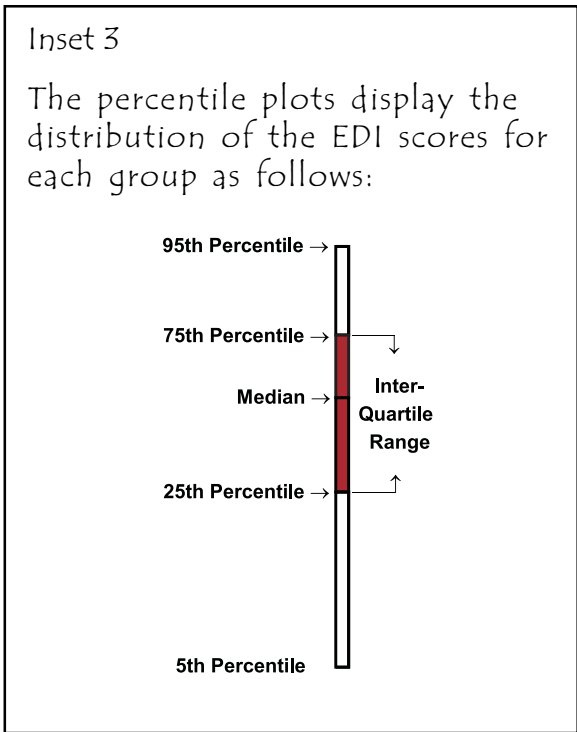 Inset 3
The percentile plots display the
distribution of the EDI scores for
each group as follows:
95th Percentile →
75th Percentile →
Median →
Inter-
Quartile
Range
25th Percentile →
5th Percentile